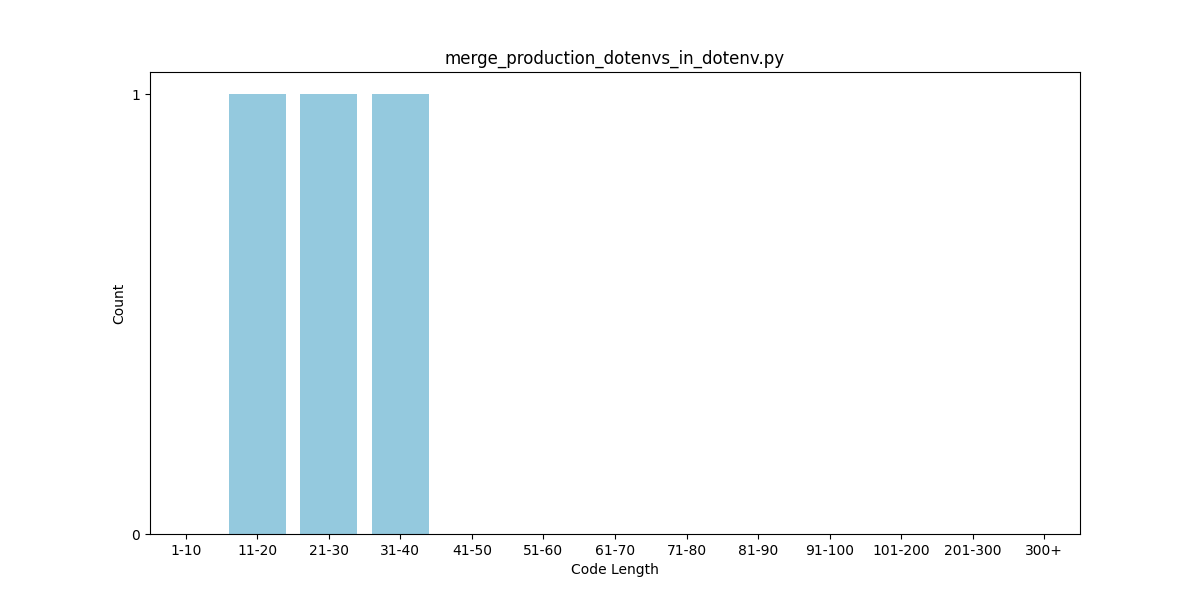 merge_production_dotenvs_in_dotenv.py
1
Count
0
1-10 11-20 21-30 31-40 41-50 51-60 61-70 71-80 81-90 91-100 101-200 201-300 300+
Code Length